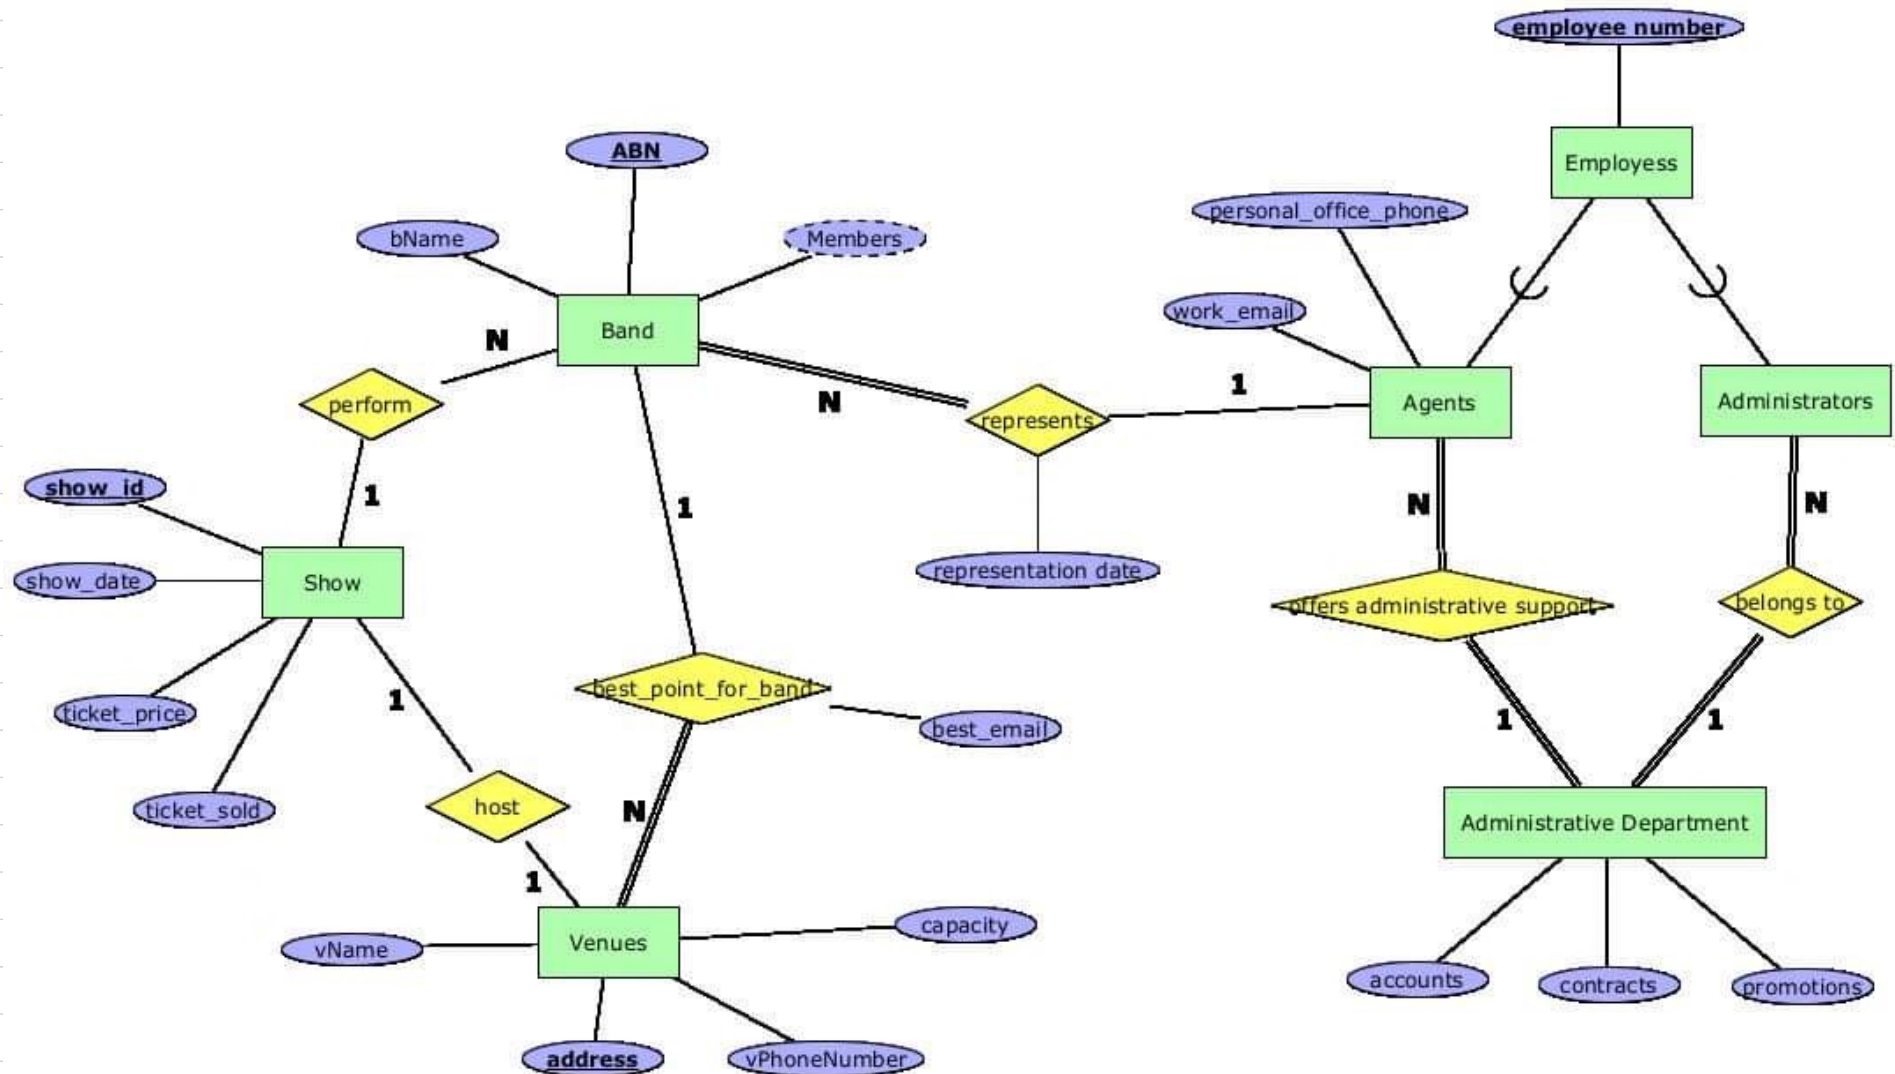 employee number
ABN
Employess
personal_office_phone
bName
Members
work_email
Band
N
perform
N
1
represents
Agents
Administrators
show_id
1
1
N
N
show_date
Show
representation date
offers administrative support
belongs to
best_point_for_band
ticket_price
1
best_email
1
1
ticket_sold
host
N
Administrative Department
1
vName
Venues
capacity
accounts
contracts
promotions
address
vPhoneNumber